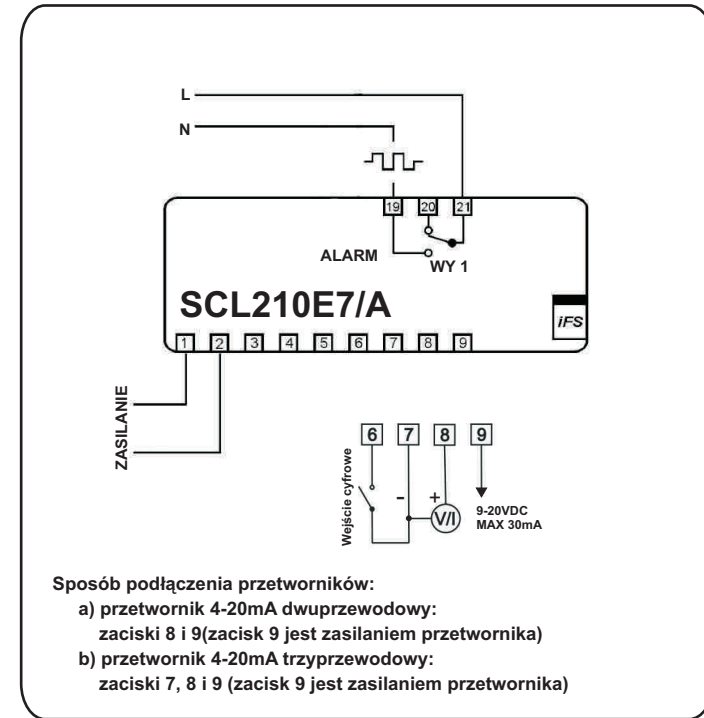 L
N
19 20 21
ALARM
WY 1
SCL210E7/A
iFS
1 2 3 4 5 6 7 8 9
ZASILANIE
6 7 8 9
Wejście cyfrowe
- +
V/I
9-20VDC
MAX 30mA
Sposób podłączenia przetworników:
a) przetwornik 4-20mA dwuprzewodowy:
zaciski 8 i 9(zacisk 9 jest zasilaniem przetwornika)
b) przetwornik 4-20mA trzyprzewodowy:
zaciski 7, 8 i 9 (zacisk 9 jest zasilaniem przetwornika)